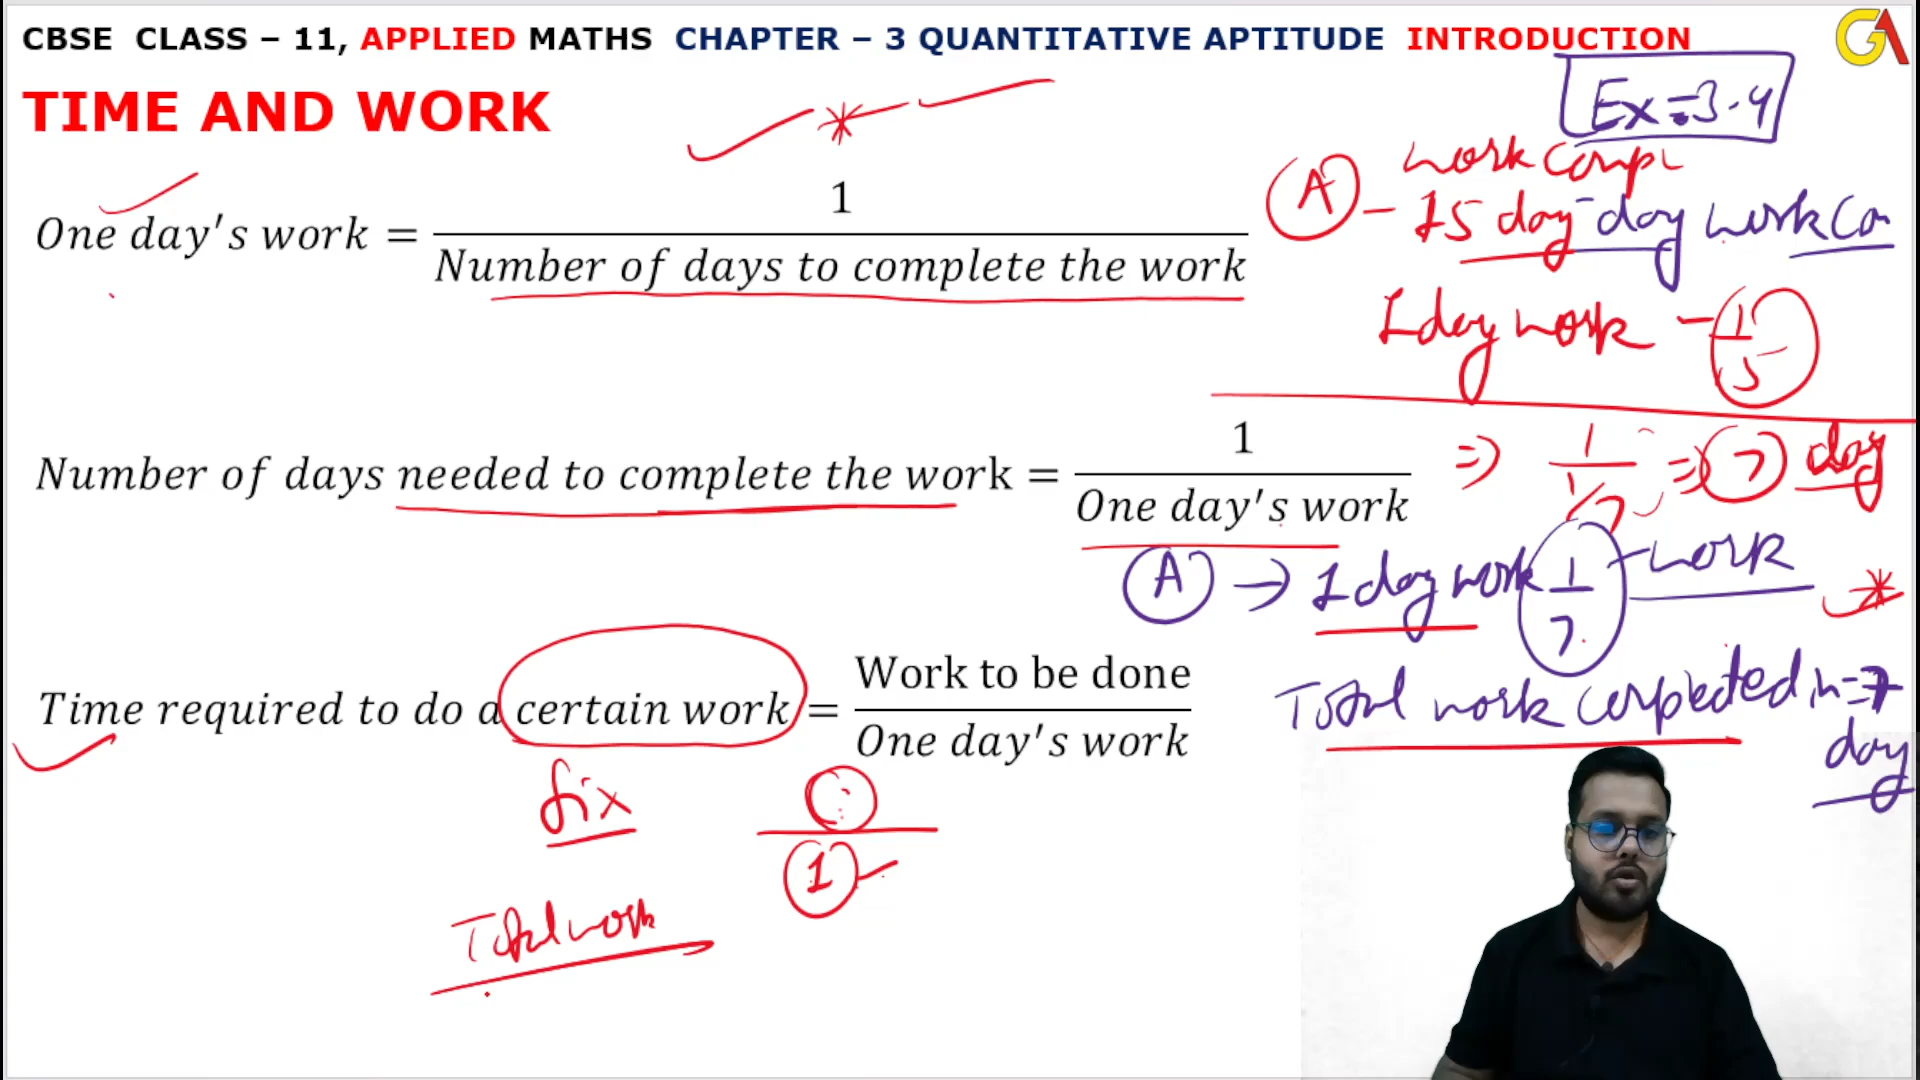 CBSE CLASS – 11, APPLIED MATHS CHAPTER – 3 QUANTITATIVE APTITUDE INTRODUCTION
GA
TIME AND WORK
Ex=3.4
One day's work = 1 / Number of days to complete the work
A – work Compl
15 day - day work Co
1 day work – 1/5
Number of days needed to complete the work = 1 / One day's work
⇒ 1 / 1/7 ⇒ 7 day
A → 1 day work 1/7 – work
Total work completed in = 7
day
Time required to do a certain work = Work to be done / One day's work
fix
1
Total work